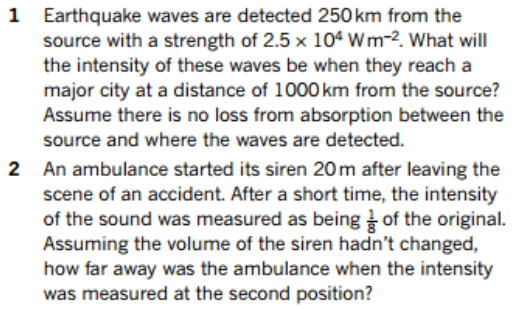 1 Earthquake waves are detected 250 km from the
source with a strength of 2.5 × 10⁴ W m⁻². What will
the intensity of these waves be when they reach a
major city at a distance of 1000 km from the source?
Assume there is no loss from absorption between the
source and where the waves are detected.
2 An ambulance started its siren 20 m after leaving the
scene of an accident. After a short time, the intensity
of the sound was measured as being 1/8 of the original.
Assuming the volume of the siren hadn't changed,
how far away was the ambulance when the intensity
was measured at the second position?